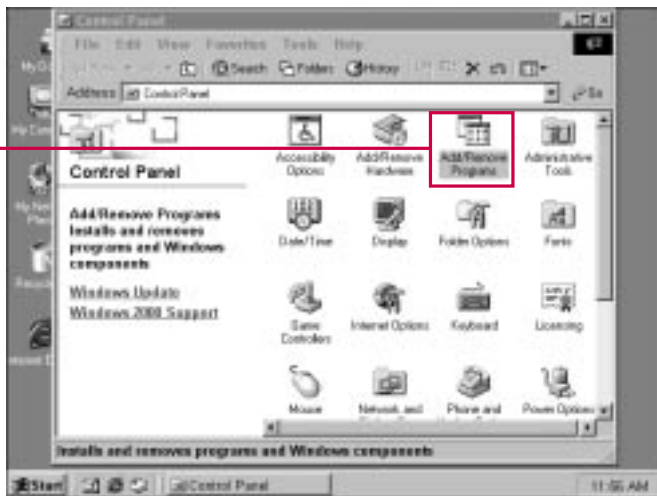 Control Panel
File Edit View Favorites Tools Help
Search Folders History
Address Control Panel Go
Control Panel
Add/Remove Programs
Installs and removes
programs and Windows
components
Windows Update
Windows 2000 Support
Accessibility
Options
Add/Remove
Hardware
Add/Remove
Programs
Administrative
Tools
Date/Time
Display
Folder Options
Fonts
Game
Controllers
Internet Options
Keyboard
Licensing
Mouse
Network and
Phone and
Power Options
Installs and removes programs and Windows components
Start Control Panel